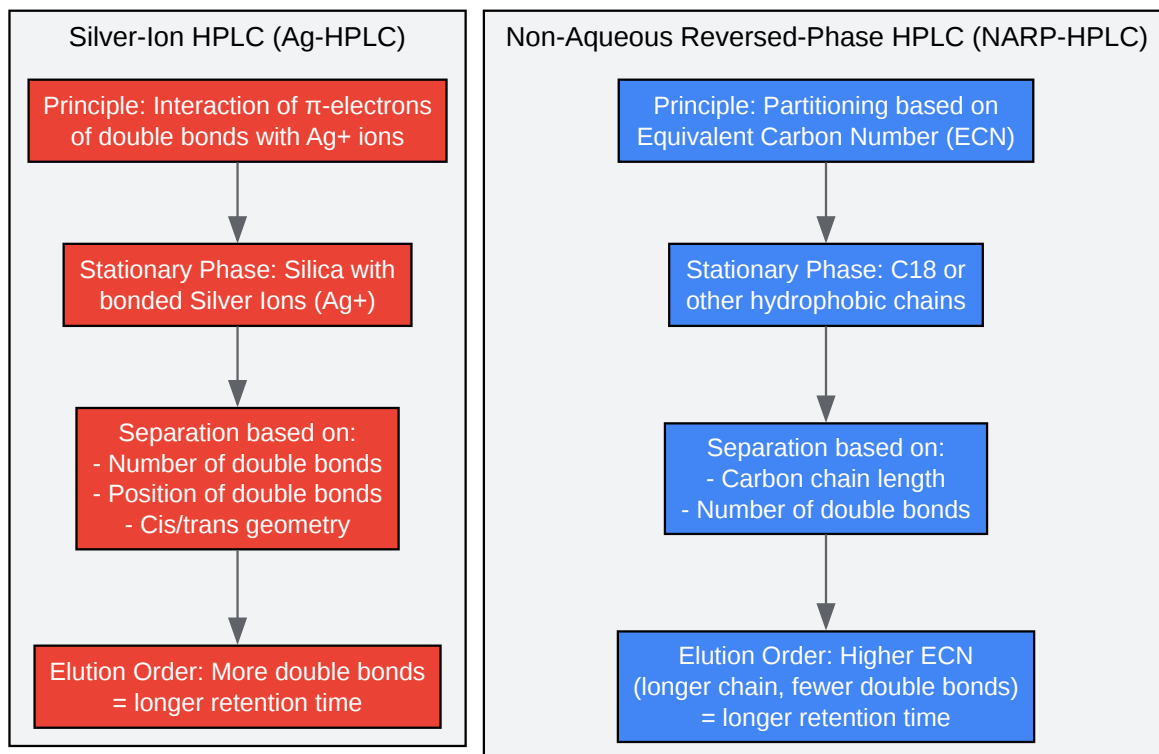 Silver-Ion HPLC (Ag-HPLC)
Principle: Interaction of π-electrons
of double bonds with Ag+ ions
Stationary Phase: Silica with
bonded Silver Ions (Ag+)
Separation based on:
- Number of double bonds
- Position of double bonds
- Cis/trans geometry
Elution Order: More double bonds
= longer retention time
Non-Aqueous Reversed-Phase HPLC (NARP-HPLC)
Principle: Partitioning based on
Equivalent Carbon Number (ECN)
Stationary Phase: C18 or
other hydrophobic chains
Separation based on:
- Carbon chain length
- Number of double bonds
Elution Order: Higher ECN
(longer chain, fewer double bonds)
= longer retention time